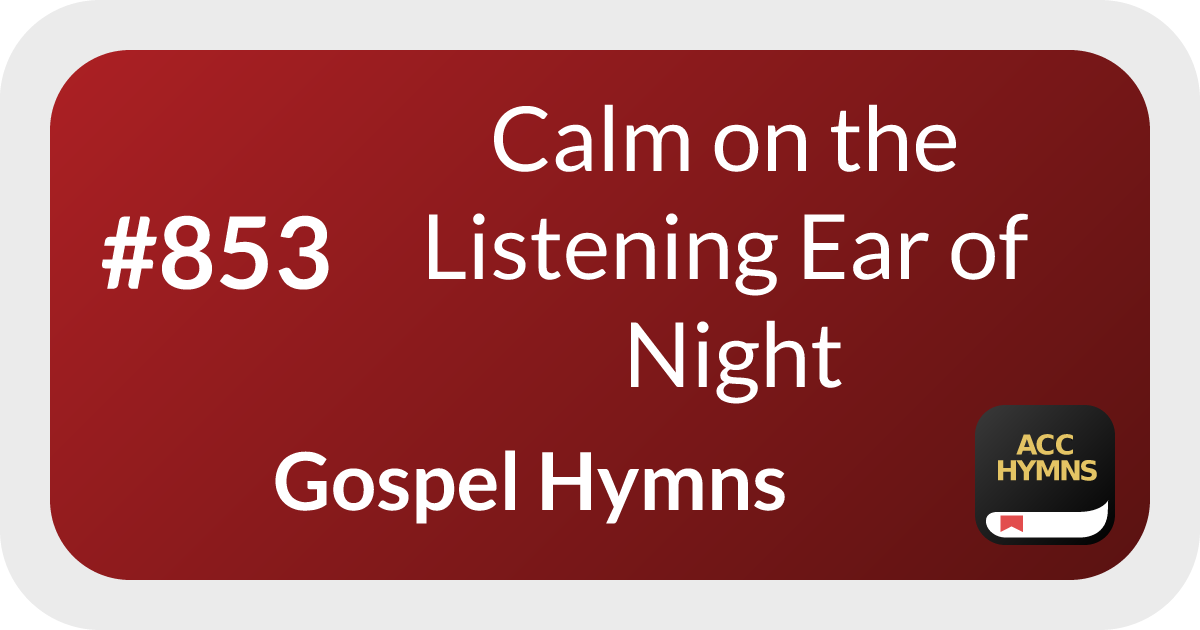 #853
Calm on the
Listening Ear of
Night
Gospel Hymns
ACC
HYMNS